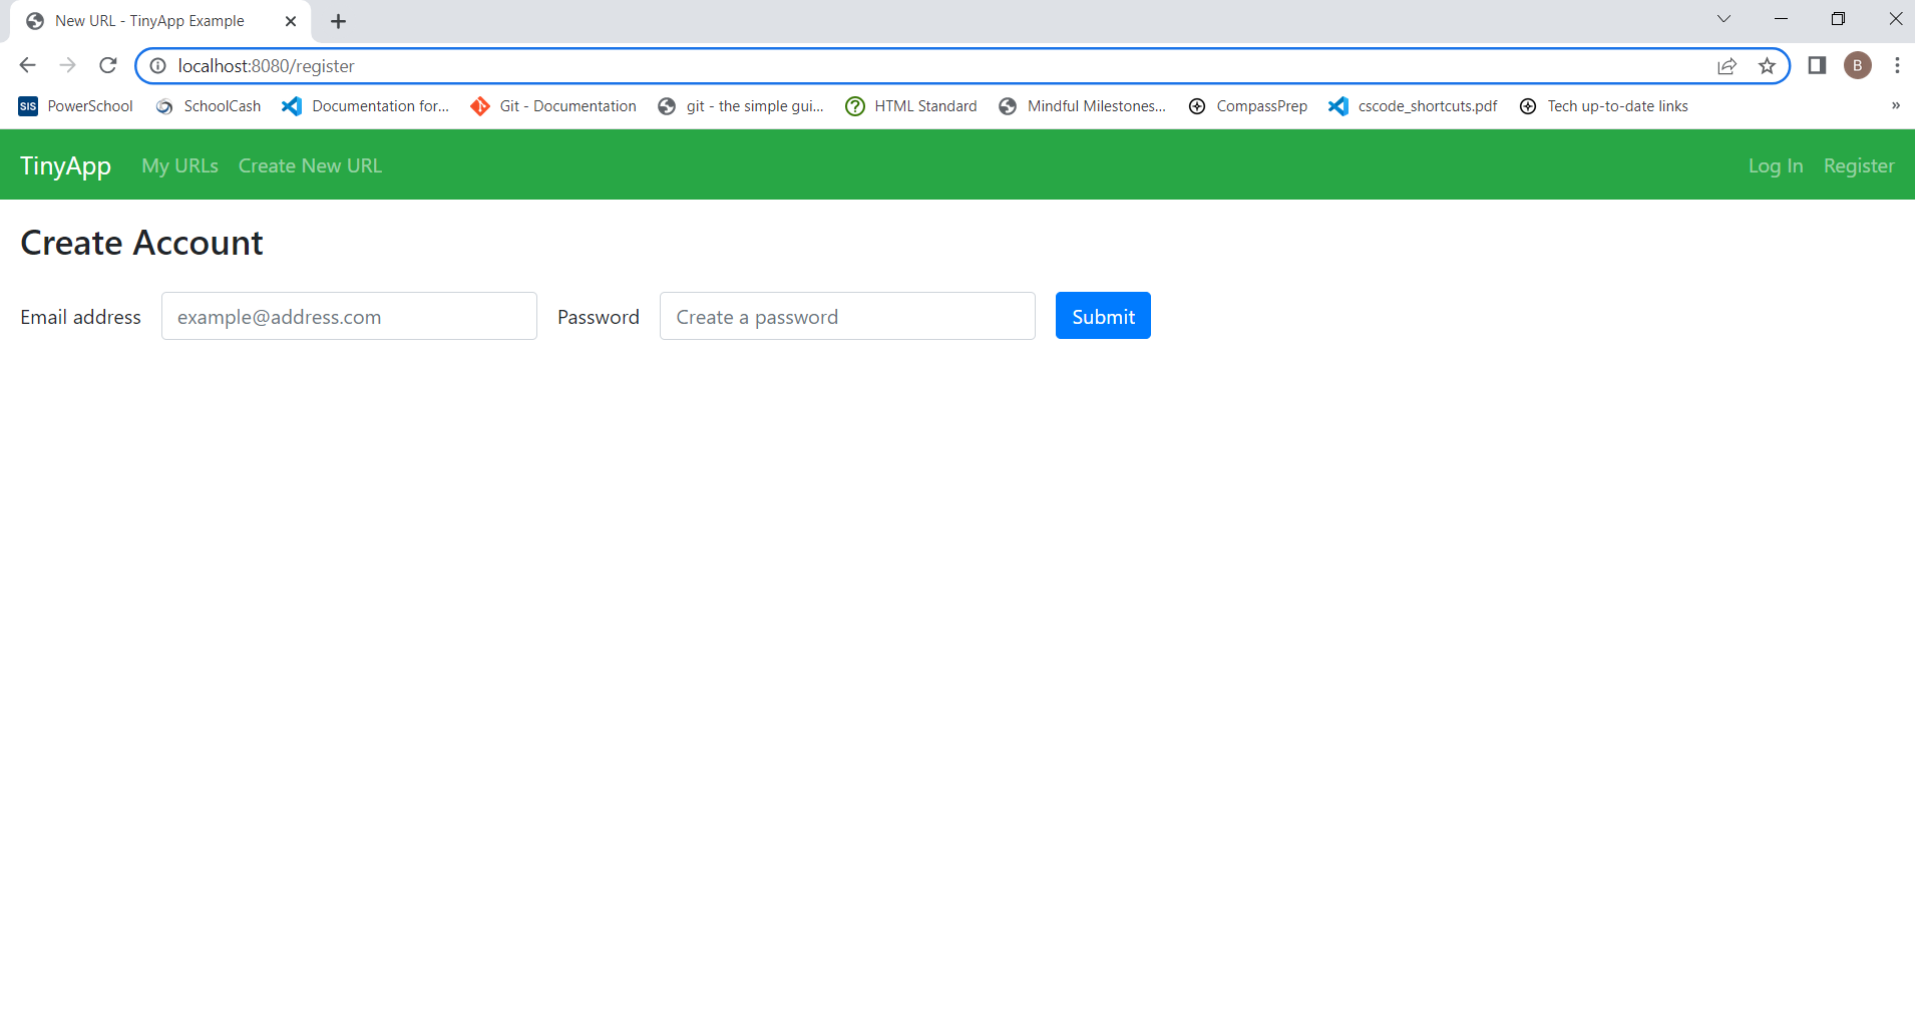 New URL - TinyApp Example
localhost:8080/register
B
SIS PowerSchool SchoolCash Documentation for... Git - Documentation git - the simple gui... HTML Standard Mindful Milestones... CompassPrep cscode_shortcuts.pdf Tech up-to-date links »
TinyApp My URLs Create New URL Log In Register
Create Account
Email address example@address.com Password Create a password Submit